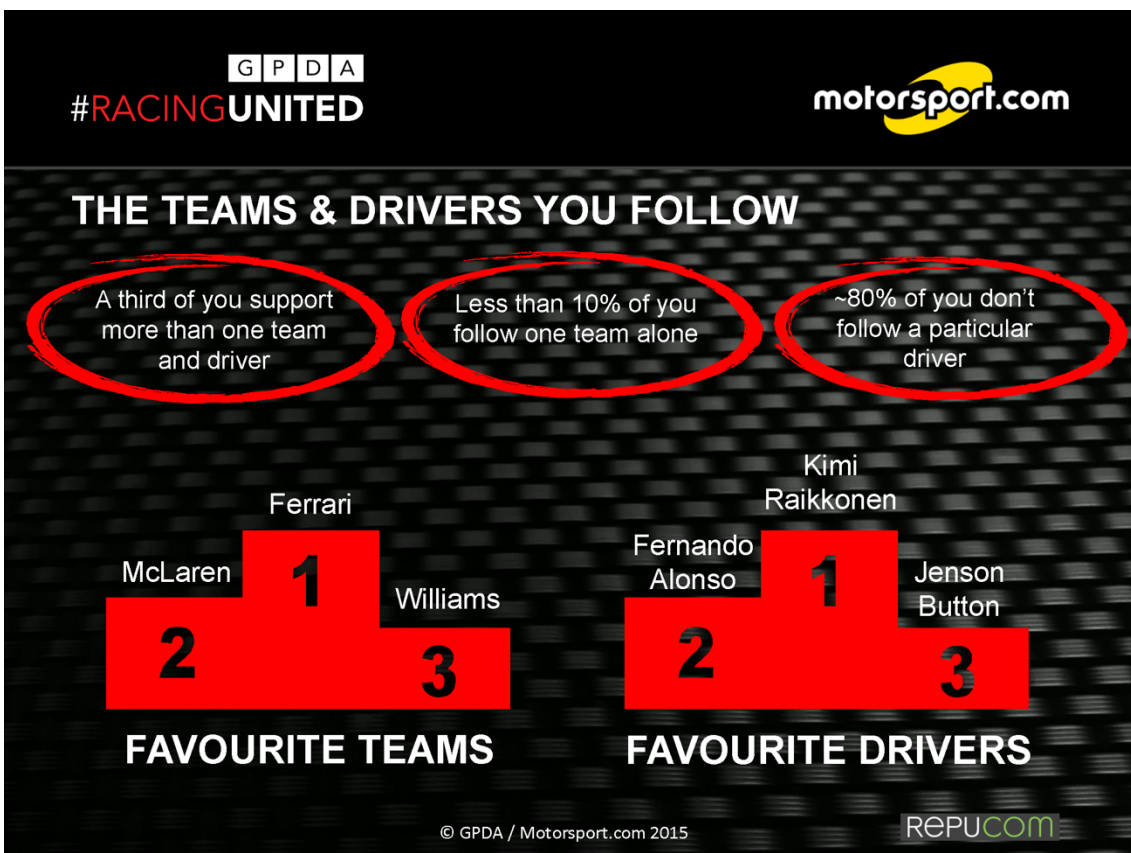 GPDA
#RACINGUNITED
motorsport.com
THE TEAMS & DRIVERS YOU FOLLOW
A third of you support
more than one team
and driver
Less than 10% of you
follow one team alone
~80% of you don't
follow a particular
driver
Ferrari
McLaren
Williams
1
2
3
FAVOURITE TEAMS
Kimi
Raikkonen
Fernando
Alonso
Jenson
Button
1
2
3
FAVOURITE DRIVERS
© GPDA / Motorsport.com 2015
RePUCOM